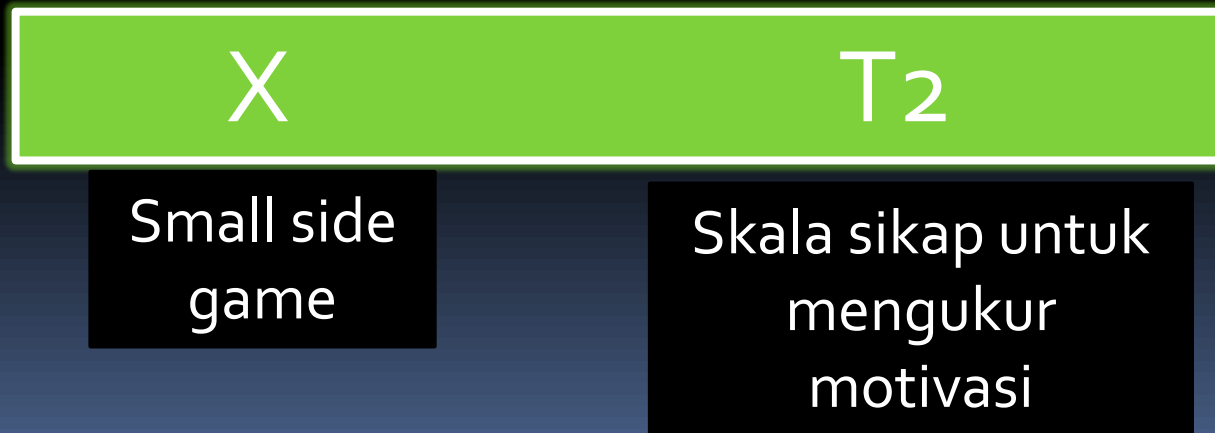 X T2
Small side
game
Skala sikap untuk
mengukur
motivasi